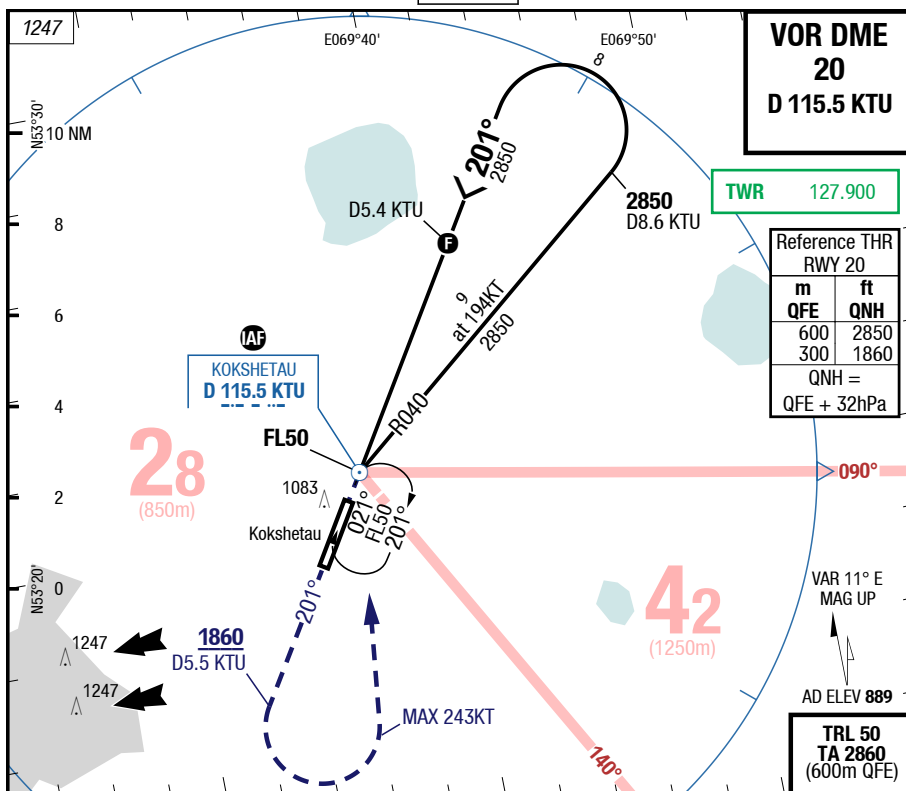 1247
E069°40'
E069°50'
VOR DME
20
D 115.5 KTU
8
N53°30'
10 NM
201°
2850
TWR 127.900
D5.4 KTU
F
2850
D8.6 KTU
8
Reference THR
RWY 20
m ft
QFE QNH
600 2850
300 1860
QNH =
QFE + 32hPa
9
at 194KT
2850
6
IAF
KOKSHETAU
D 115.5 KTU
4
R040
FL50
28
(850m)
090°
1083
2
021°
FL50
201°
Kokshetau
N53°20'
0
201°
42
(1250m)
VAR 11° E
MAG UP
1860
D5.5 KTU
1247
1247
MAX 243KT
AD ELEV 889
140°
TRL 50
TA 2860
(600m QFE)